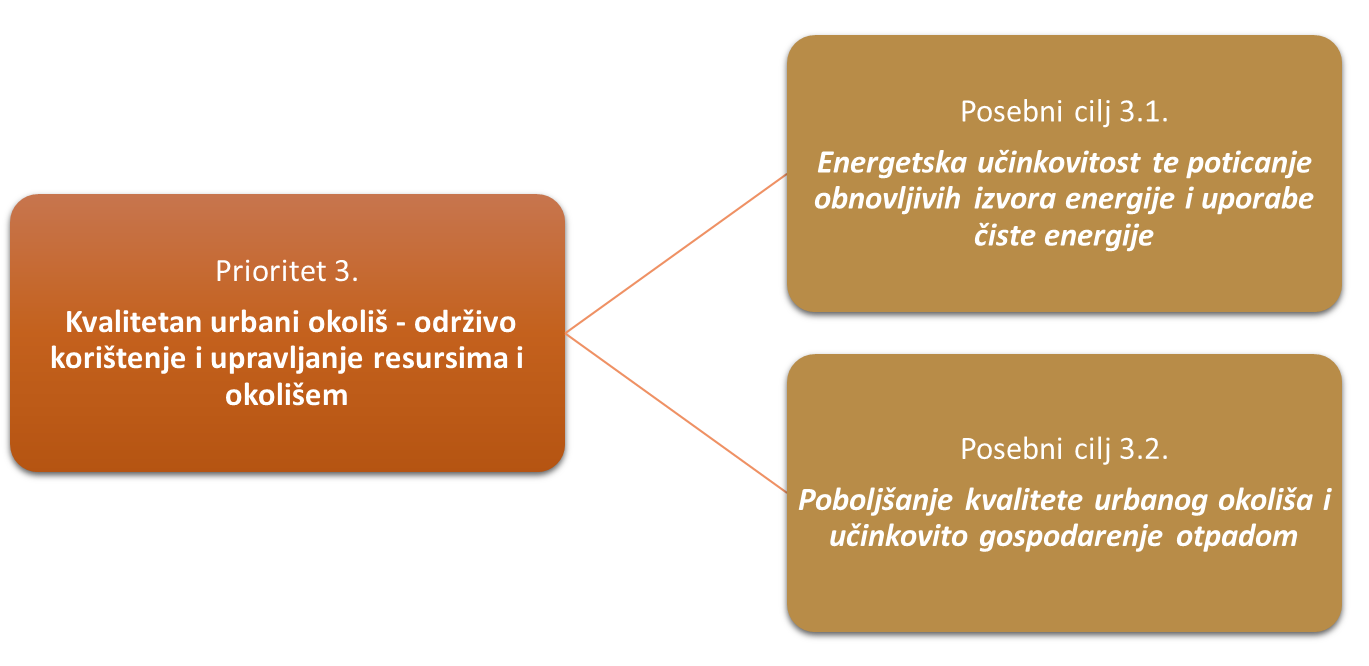 Prioritet 3.
Kvalitetan urbani okoliš - održivo
korištenje i upravljanje resursima i
okolišem
Posebni cilj 3.1.
Energetska učinkovitost te poticanje
obnovljivih izvora energije i uporabe
čiste energije
Posebni cilj 3.2.
Poboljšanje kvalitete urbanog okoliša i
učinkovito gospodarenje otpadom